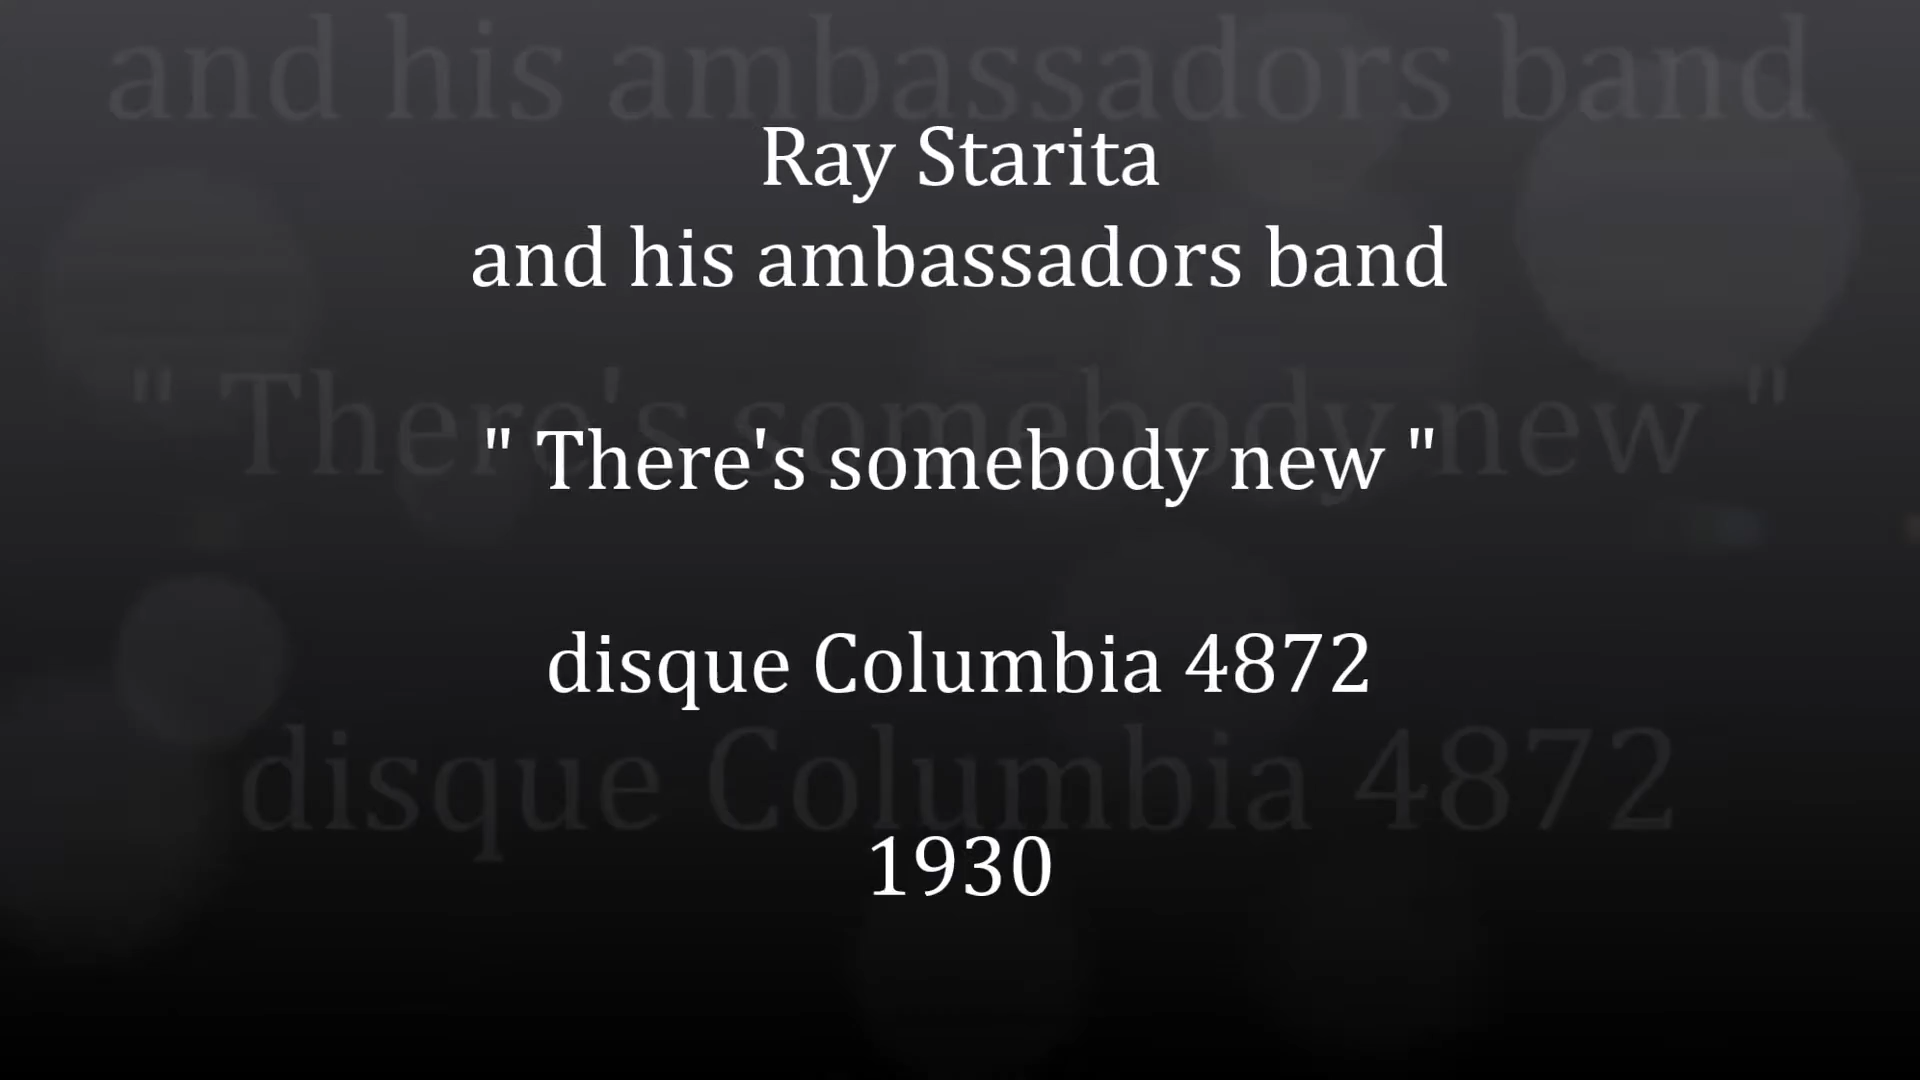 Ray Starita
and his ambassadors band
" There's somebody new "
disque Columbia 4872
1930